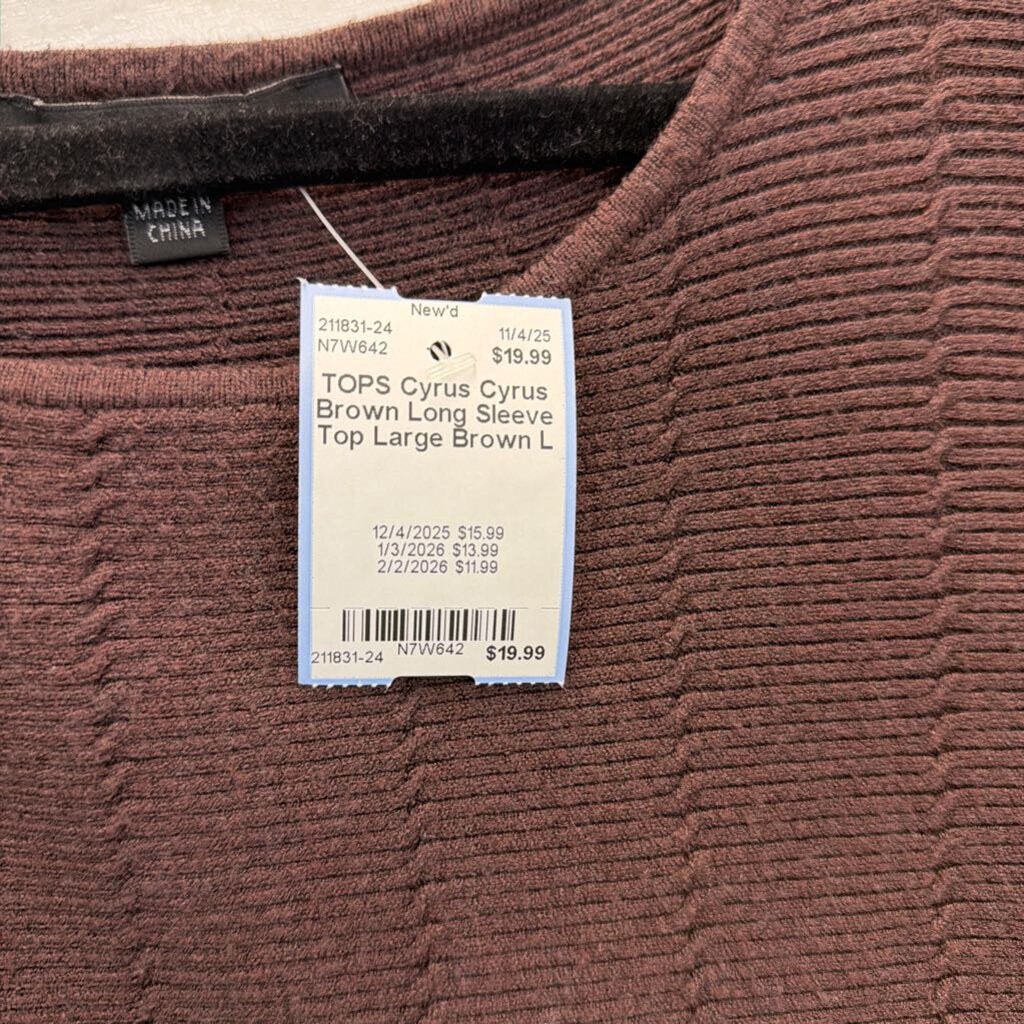 MADE IN
CHINA
New'd
211831-24
11/4/25
N7W642
$19.99
TOPS Cyrus Cyrus
Brown Long Sleeve
Top Large Brown L
12/4/2025 $15.99
1/3/2026 $13.99
2/2/2026 $11.99
211831-24 N7W642 $19.99